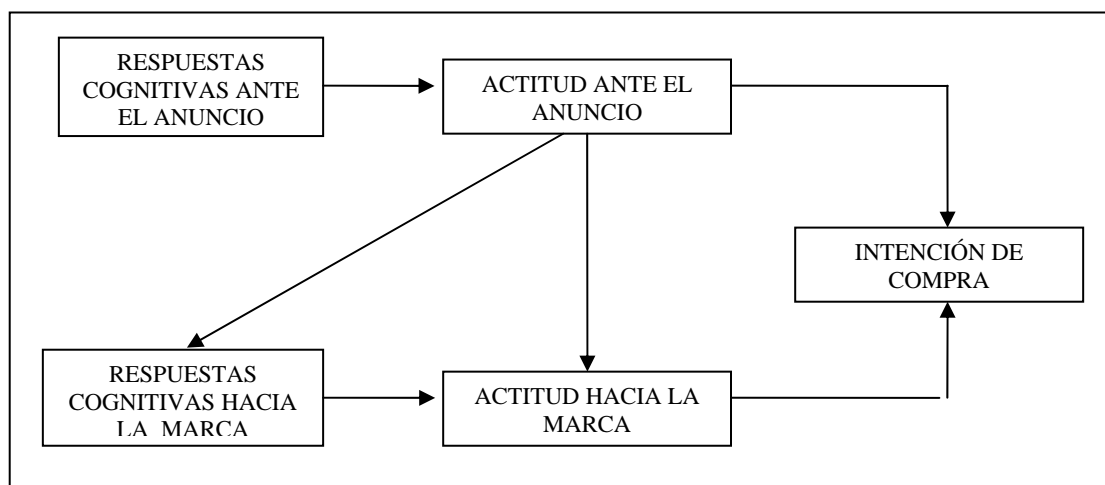 RESPUESTAS
COGNITIVAS ANTE
EL ANUNCIO
ACTITUD ANTE EL
ANUNCIO
INTENCIÓN DE
COMPRA
RESPUESTAS
COGNITIVAS HACIA
LA MARCA
ACTITUD HACIA LA
MARCA